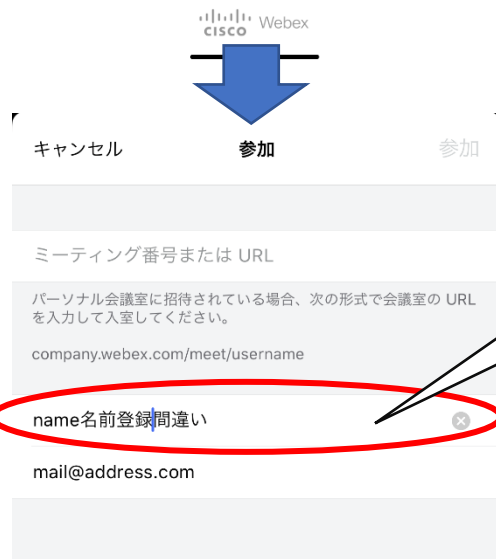 CISCO Webex
キャンセル 参加 参加
ミーティング番号または URL
パーソナル会議室に招待されている場合、次の形式で会議室の URL
を入力して入室してください。
company.webex.com/meet/username
name名前登録間違い
mail@address.com